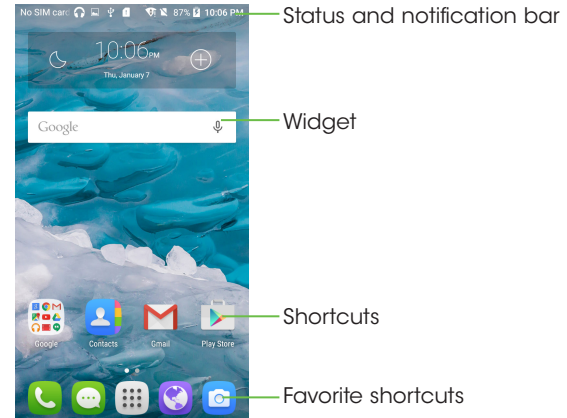 No SIM card 87% 10:06 PM
Status and notification bar
10:06PM
Thu, January 7
Google
Widget
Shortcuts
Google Contacts Gmail Play Store
Favorite shortcuts